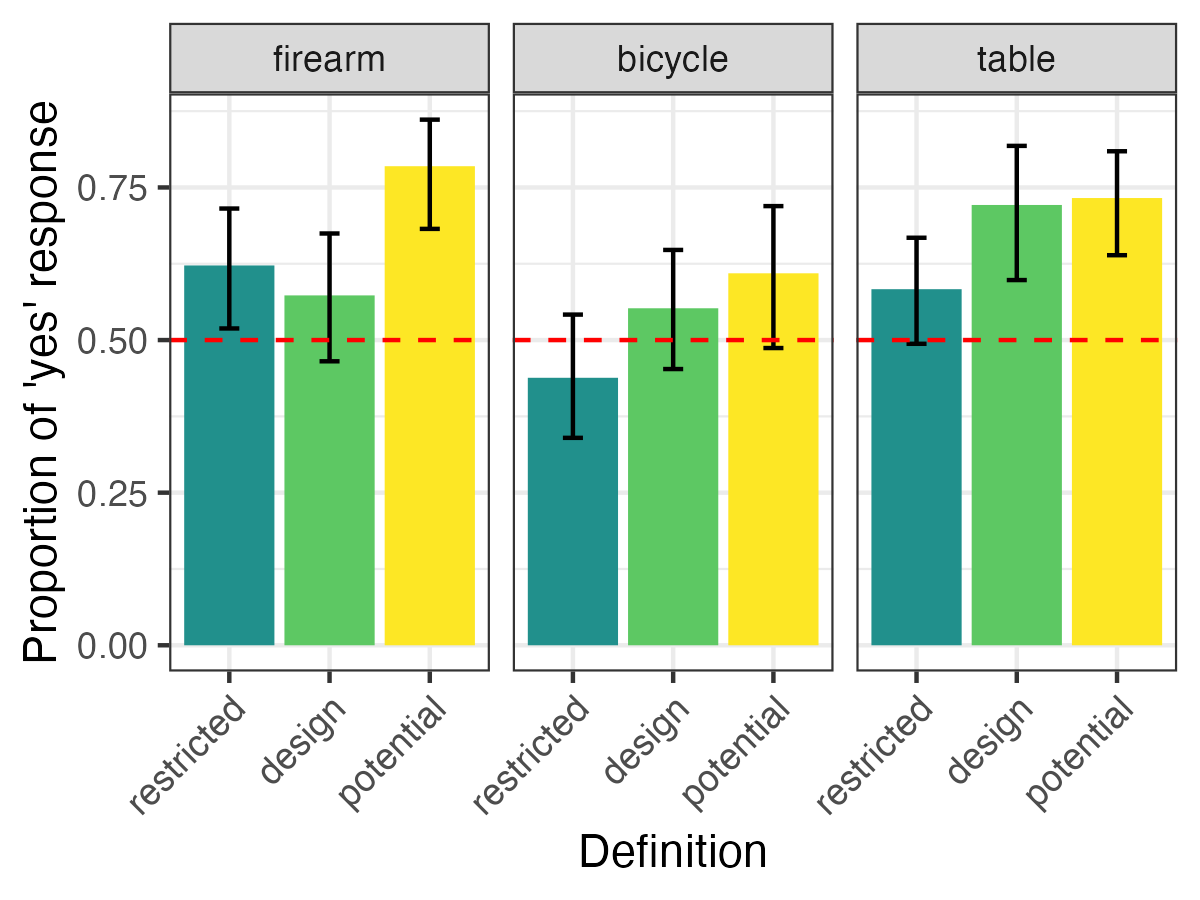 firearm bicycle table
Proportion of 'yes' response
0.75
0.50
0.25
0.00
restricted design potential restricted design potential restricted design potential
Definition